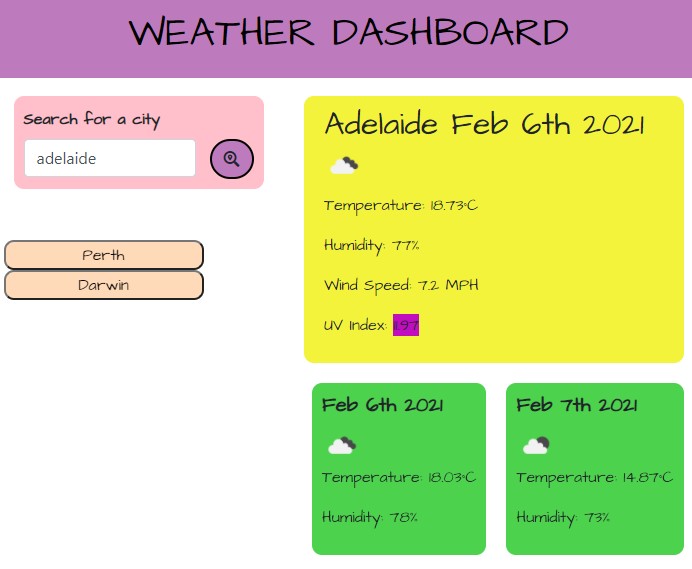 WEATHER DASHBOARD
Search for a city
adelaide
Perth
Darwin
Adelaide Feb 6th 2021
Temperature: 18.73°C
Humidity: 77%
Wind Speed: 7.2 MPH
UV Index: 11.97
Feb 6th 2021
Temperature: 18.03°C
Humidity: 78%
Feb 7th 2021
Temperature: 14.87°C
Humidity: 73%